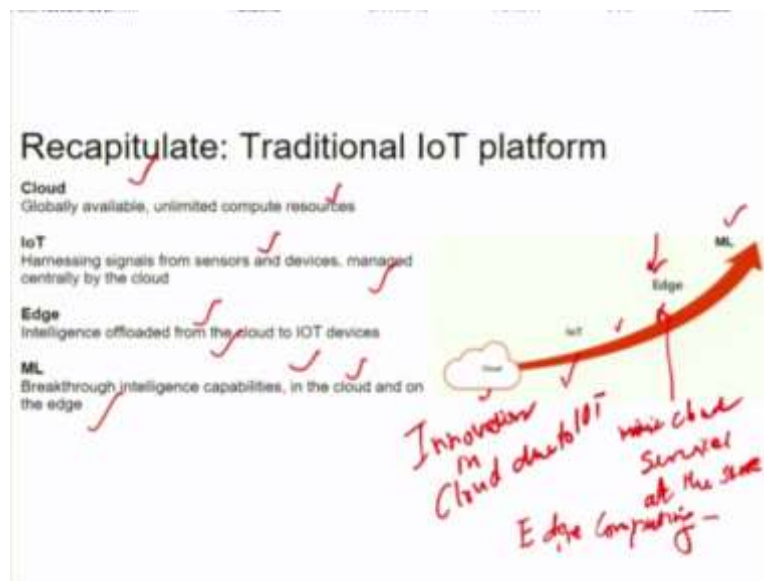 Recapitulate: Traditional IoT platform
Cloud
Globally available, unlimited compute resources
IoT
Harnessing signals from sensors and devices, managed
centrally by the cloud
Edge
Intelligence offloaded from the cloud to IOT devices
ML
Breakthrough intelligence capabilities, in the cloud and on
the edge
ML
Edge
IoT
Cloud
Innovation
in
Cloud due to IOT
services
at the
Edge Computing